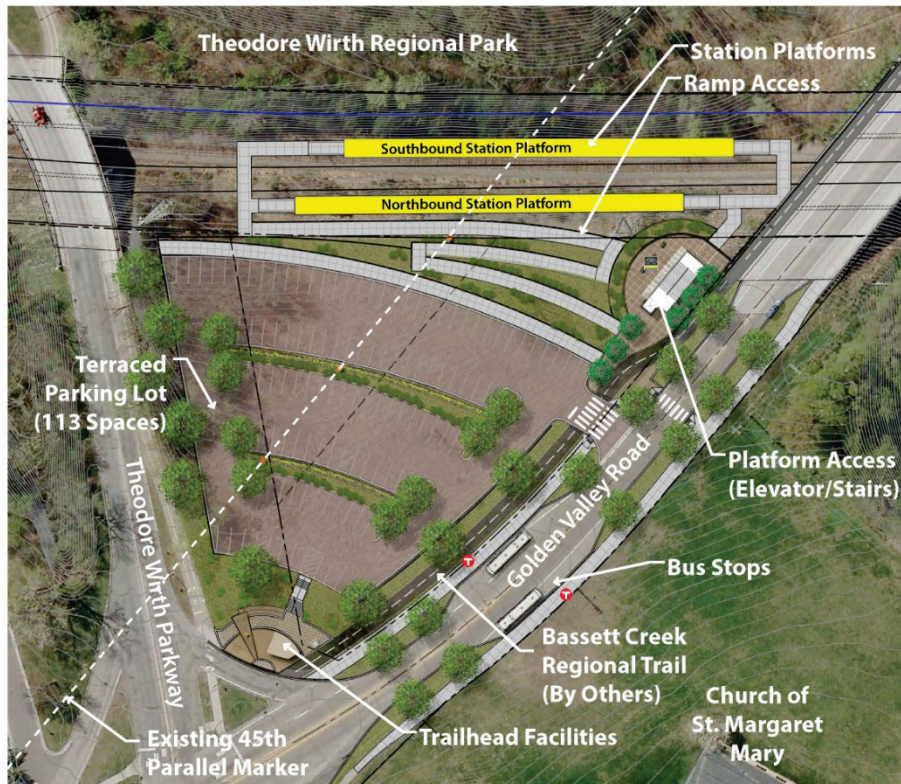 Theodore Wirth Regional Park
Station Platforms
Ramp Access
Southbound Station Platform
Northbound Station Platform
Terraced
Parking Lot
(113 Spaces)
Theodore Wirth Parkway
Golden Valley Road
Platform Access
(Elevator/Stairs)
T
Bus Stops
T
Bassett Creek
Regional Trail
(By Others)
Church of
St. Margaret
Mary
Trailhead Facilities
Existing 45th
Parallel Marker